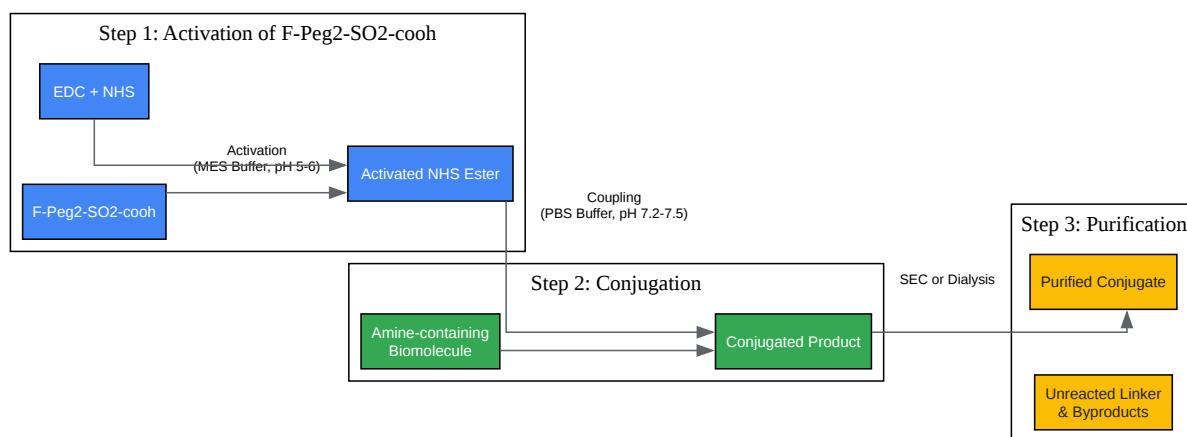 Step 1: Activation of F-Peg2-SO2-cooh
EDC + NHS
Activation
(MES Buffer, pH 5-6)
Activated NHS Ester
F-Peg2-SO2-cooh
Coupling
(PBS Buffer, pH 7.2-7.5)
Step 2: Conjugation
Amine-containing
Biomolecule
Conjugated Product
SEC or Dialysis
Step 3: Purification
Purified Conjugate
Unreacted Linker
& Byproducts